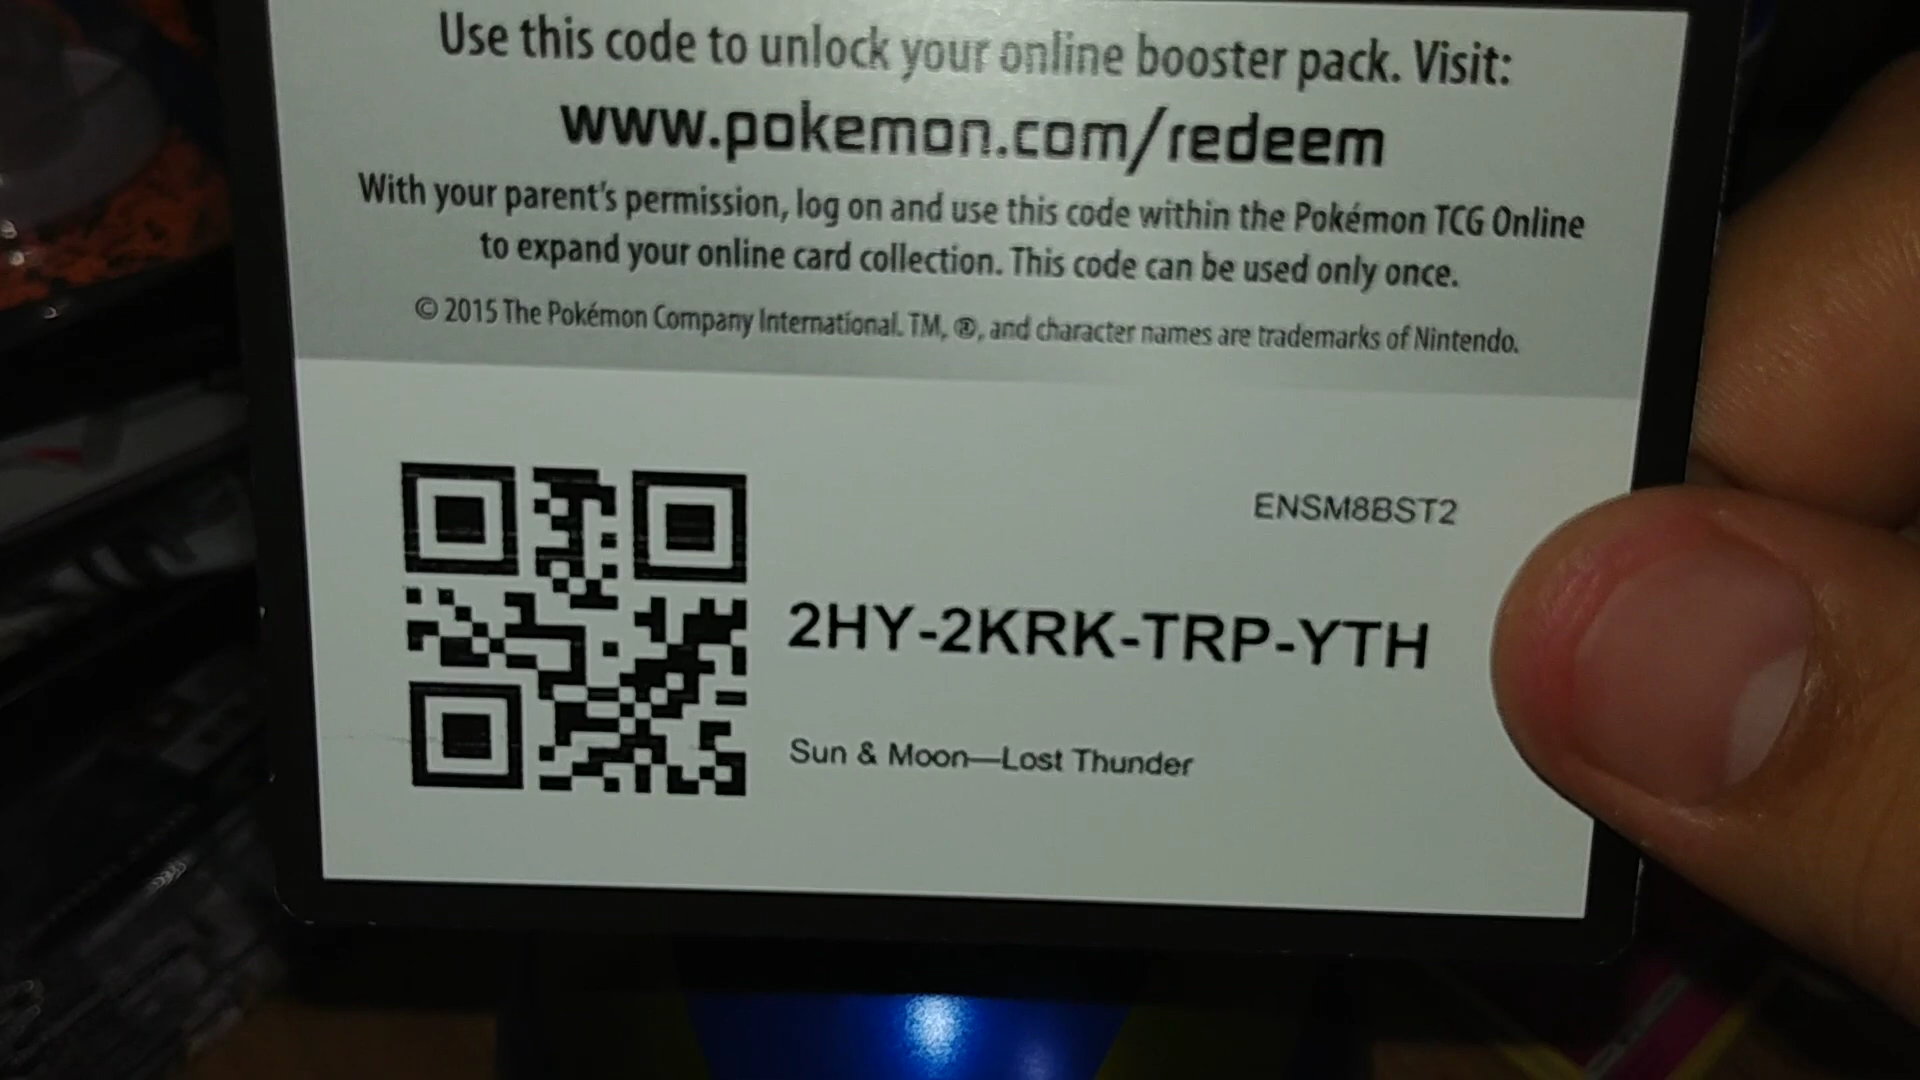 Use this code to unlock your online booster pack. Visit:
www.pokemon.com/redeem
With your parent's permission, log on and use this code within the Pokémon TCG Online
to expand your online card collection. This code can be used only once.
© 2015 The Pokémon Company International. TM, ®, and character names are trademarks of Nintendo.
ENSM8BST2
2HY-2KRK-TRP-YTH
Sun & Moon—Lost Thunder